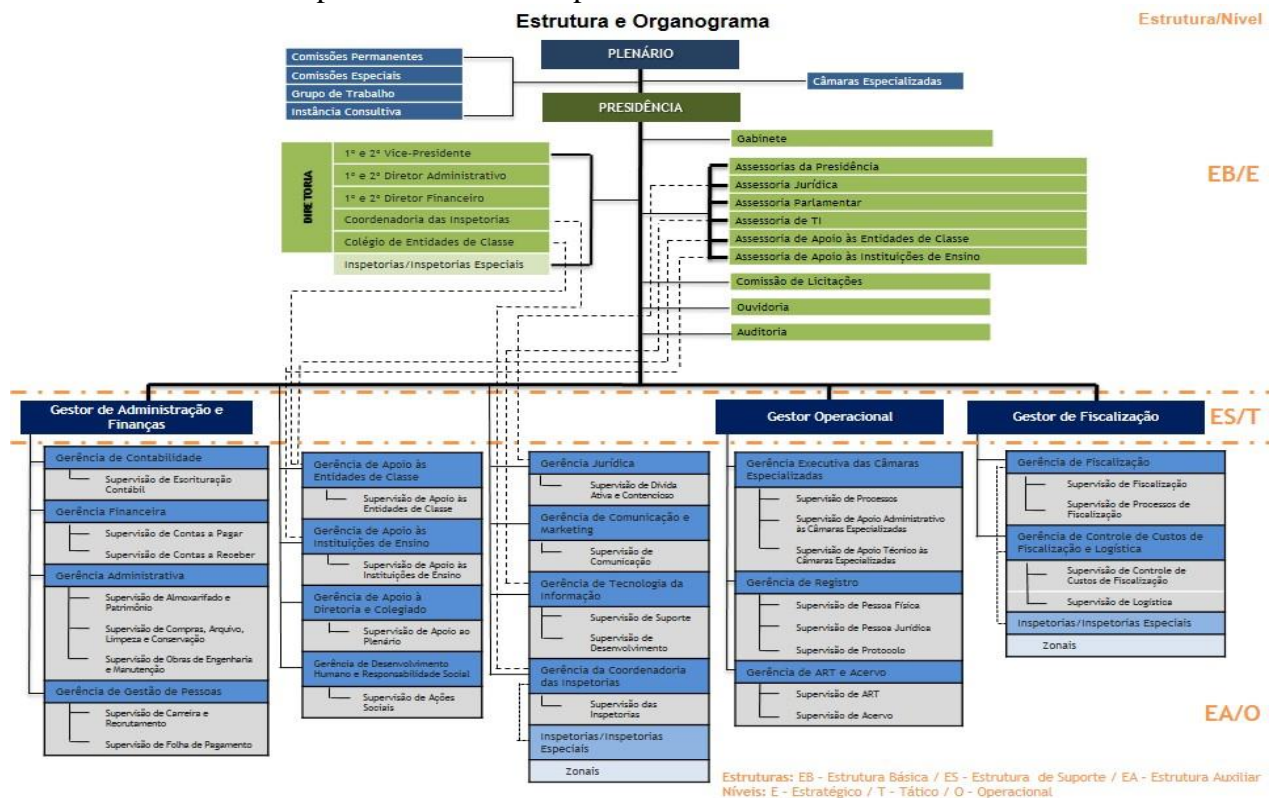 Estrutura e Organograma
Estrutura/Nível
PLENÁRIO
Comissões Permanentes
Comissões Especiais
Grupo de Trabalho
Instância Consultiva
Câmaras Especializadas
PRESIDÊNCIA
DIRETORIA
1º e 2º Vice-Presidente
1º e 2º Diretor Administrativo
1º e 2º Diretor Financeiro
Coordenadoria das Inspetorias
Colégio de Entidades de Classe
Inspetorias/Inspetorias Especiais
Gabinete
Assessorias da Presidência
Assessoria Jurídica
Assessoria Parlamentar
Assessoria de TI
Assessoria de Apoio às Entidades de Classe
Assessoria de Apoio às Instituições de Ensino
Comissão de Licitações
Ouvidoria
Auditoria
EB/E
Gestor de Administração e
Finanças
Gestor Operacional
Gestor de Fiscalização
ES/T
Gerência de Contabilidade
Supervisão de Escrituração
Contábil
Gerência Financeira
Supervisão de Contas a Pagar
Supervisão de Contas a Receber
Gerência Administrativa
Supervisão de Almoxarifado e
Patrimônio
Supervisão de Compras, Arquivo,
Limpeza e Conservação
Supervisão de Obras de Engenharia
e Manutenção
Gerência de Gestão de Pessoas
Supervisão de Carreira e
Recrutamento
Supervisão de Folha de Pagamento
Gerência de Apoio às
Entidades de Classe
Supervisão de Apoio às
Entidades de Classe
Gerência de Apoio às
Instituições de Ensino
Supervisão de Apoio às
Instituições de Ensino
Gerência de Apoio à
Diretoria e Colegiado
Supervisão de Apoio ao
Plenário
Gerência de Desenvolvimento
Humano e Responsabilidade Social
Supervisão de Ações
Sociais
Gerência Jurídica
Supervisão de Dívida
Ativa e Contencioso
Gerência de Comunicação e
Marketing
Supervisão de
Comunicação
Gerência de Tecnologia da
Informação
Supervisão de Suporte
Supervisão de
Desenvolvimento
Gerência da Coordenadoria
das Inspetorias
Supervisão das
Inspetorias
Inspetorias/Inspetorias
Especiais
Zonais
Gerência Executiva das Câmaras
Especializadas
Supervisão de Processos
Supervisão de Apoio Administrativo
às Câmaras Especializadas
Supervisão de Apoio Técnico às
Câmaras Especializadas
Gerência de Registro
Supervisão de Pessoa Física
Supervisão de Pessoa Jurídica
Supervisão de Protocolo
Gerência de ART e Acervo
Supervisão de ART
Supervisão de Acervo
Gerência de Fiscalização
Supervisão de Fiscalização
Supervisão de Processos de
Fiscalização
Gerência de Controle de Custos de
Fiscalização e Logística
Supervisão de Controle de
Custos de Fiscalização
Supervisão de Logística
Inspetorias/Inspetorias Especiais
Zonais
EA/O
Estruturas: EB - Estrutura Básica / ES - Estrutura de Suporte / EA - Estrutura Auxiliar
Níveis: E - Estratégico / T - Tático / O - Operacional